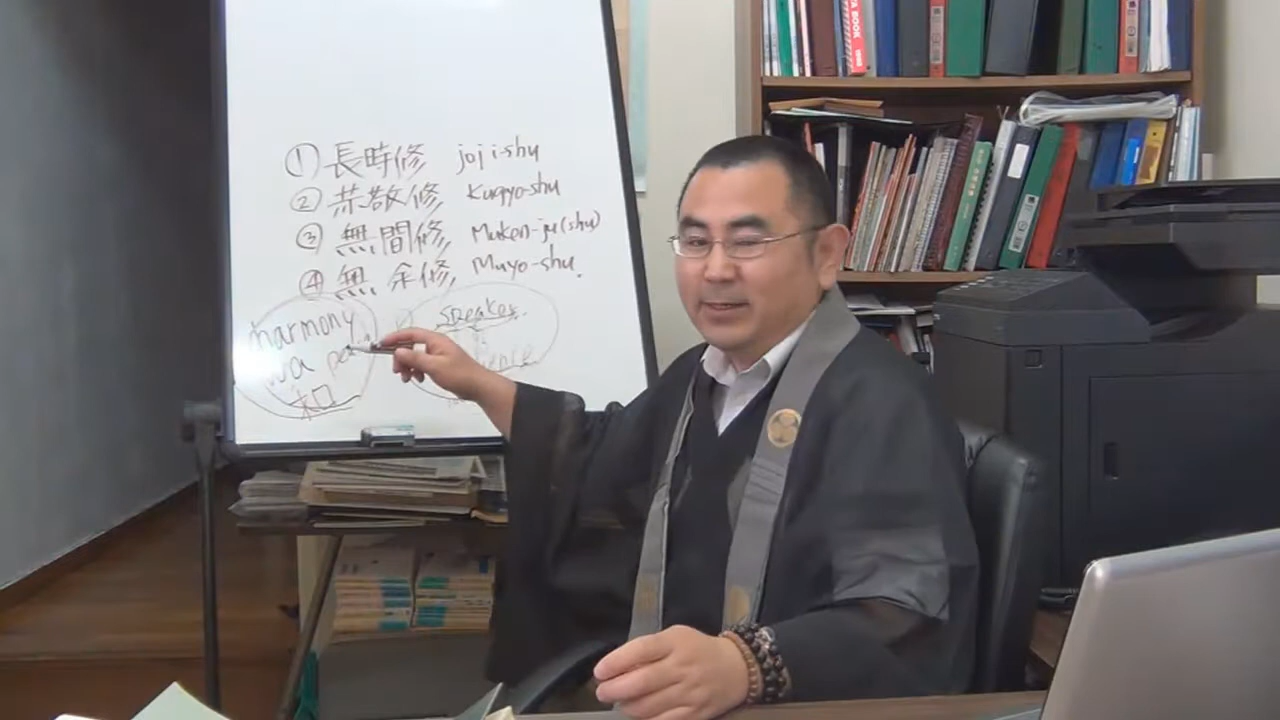 ① 長時修 joji-shu
② 恭敬修 Kugyo-shu
③ 無間修 Muken-ju(shu)
④ 無余修 Muyo-shu.
harmony
wa
和
Speaker.